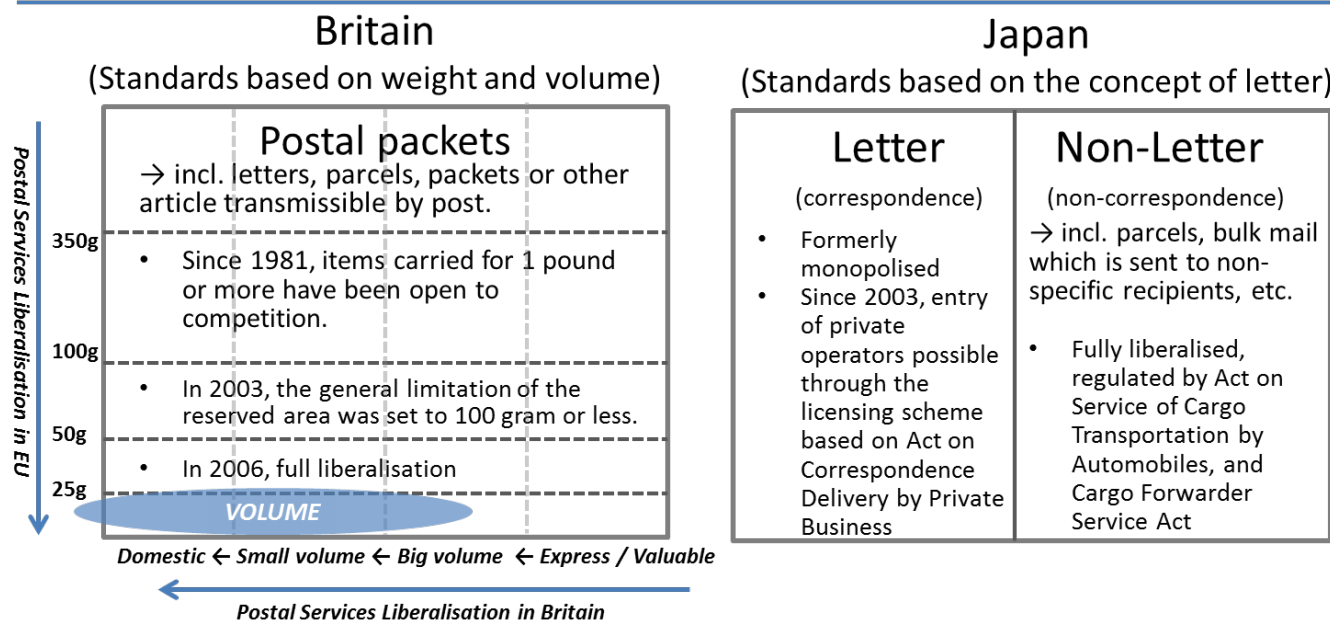 Britain
(Standards based on weight and volume)
Postal Services Liberalisation in EU
Postal packets
→ incl. letters, parcels, packets or other
article transmissible by post.
350g
• Since 1981, items carried for 1 pound
or more have been open to
competition.
100g
• In 2003, the general limitation of the
reserved area was set to 100 gram or less.
50g
• In 2006, full liberalisation
25g
VOLUME
Domestic ← Small volume ← Big volume ← Express / Valuable
Postal Services Liberalisation in Britain
Japan
(Standards based on the concept of letter)
Letter
(correspondence)
• Formerly
monopolised
• Since 2003, entry
of private
operators possible
through the
licensing scheme
based on Act on
Correspondence
Delivery by Private
Business
Non-Letter
(non-correspondence)
→ incl. parcels, bulk mail
which is sent to non-
specific recipients, etc.
• Fully liberalised,
regulated by Act on
Service of Cargo
Transportation by
Automobiles, and
Cargo Forwarder
Service Act